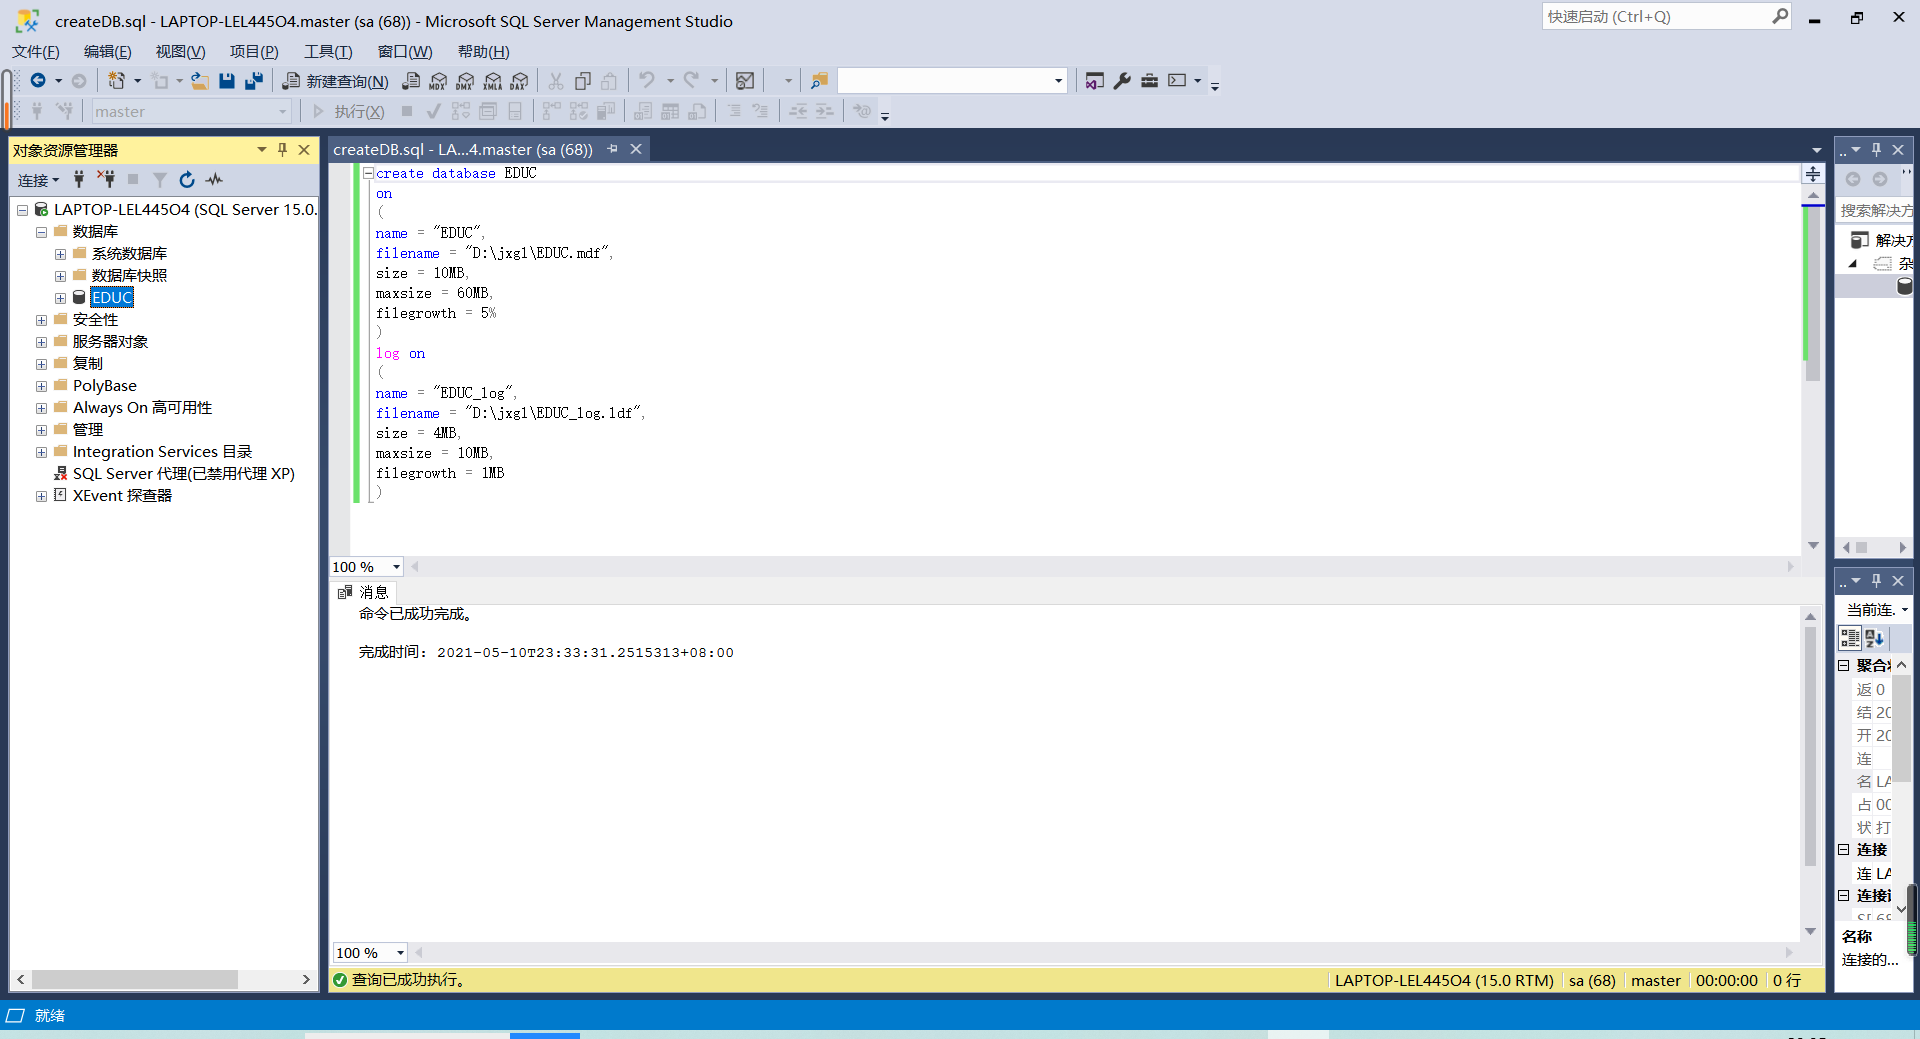 createDB.sql - LAPTOP-LEL445O4.master (sa (68)) - Microsoft SQL Server Management Studio
快速启动 (Ctrl+Q)
文件(F) 编辑(E) 视图(V) 项目(P) 工具(T) 窗口(W) 帮助(H)
新建查询(N) MDX DMX XMLA DAX
master 执行(X)
对象资源管理器
连接
LAPTOP-LEL445O4 (SQL Server 15.0.
数据库
系统数据库
数据库快照
EDUC
安全性
服务器对象
复制
PolyBase
Always On 高可用性
管理
Integration Services 目录
SQL Server 代理(已禁用代理 XP)
XEvent 探查器
createDB.sql - LA...4.master (sa (68))
create database EDUC
on
(
name = "EDUC",
filename = "D:\jxgl\EDUC.mdf",
size = 10MB,
maxsize = 60MB,
filegrowth = 5%
)
log on
(
name = "EDUC_log",
filename = "D:\jxgl\EDUC_log.ldf",
size = 4MB,
maxsize = 10MB,
filegrowth = 1MB
)
100 %
消息
命令已成功完成。
完成时间: 2021-05-10T23:33:31.2515313+08:00
100 %
查询已成功执行。
LAPTOP-LEL445O4 (15.0 RTM) sa (68) master 00:00:00 0 行
..
搜索解决方
解决方
杂
..
当前连.
聚合
返 0
结 20
开 20
连
名 LA
占 00
状 打
连接
连 LA
连接
名称
连接的...
就绪